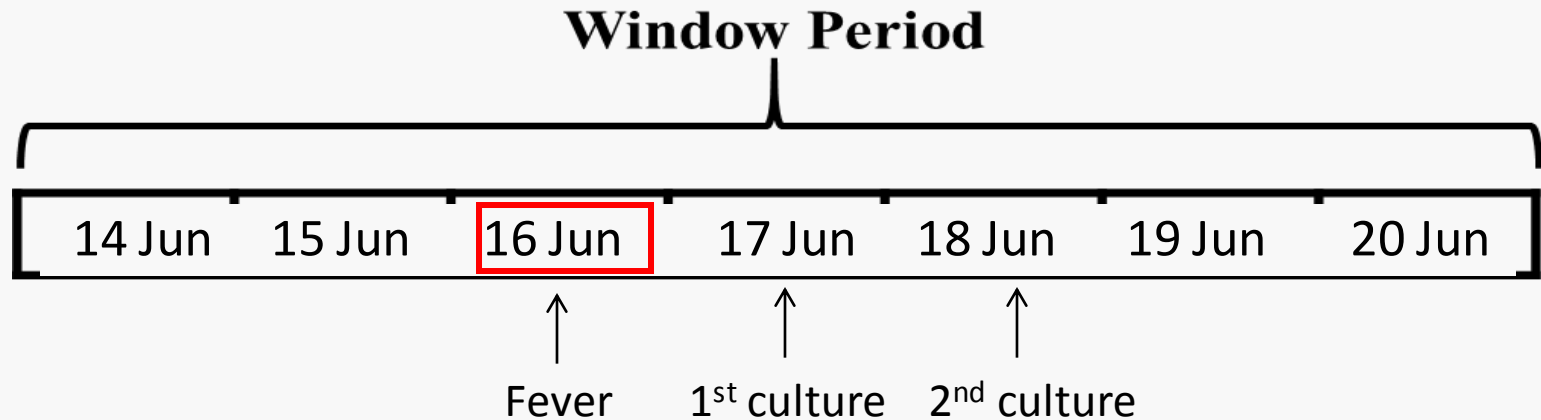 Window Period
14 Jun 15 Jun 16 Jun 17 Jun 18 Jun 19 Jun 20 Jun
Fever 1st culture 2nd culture